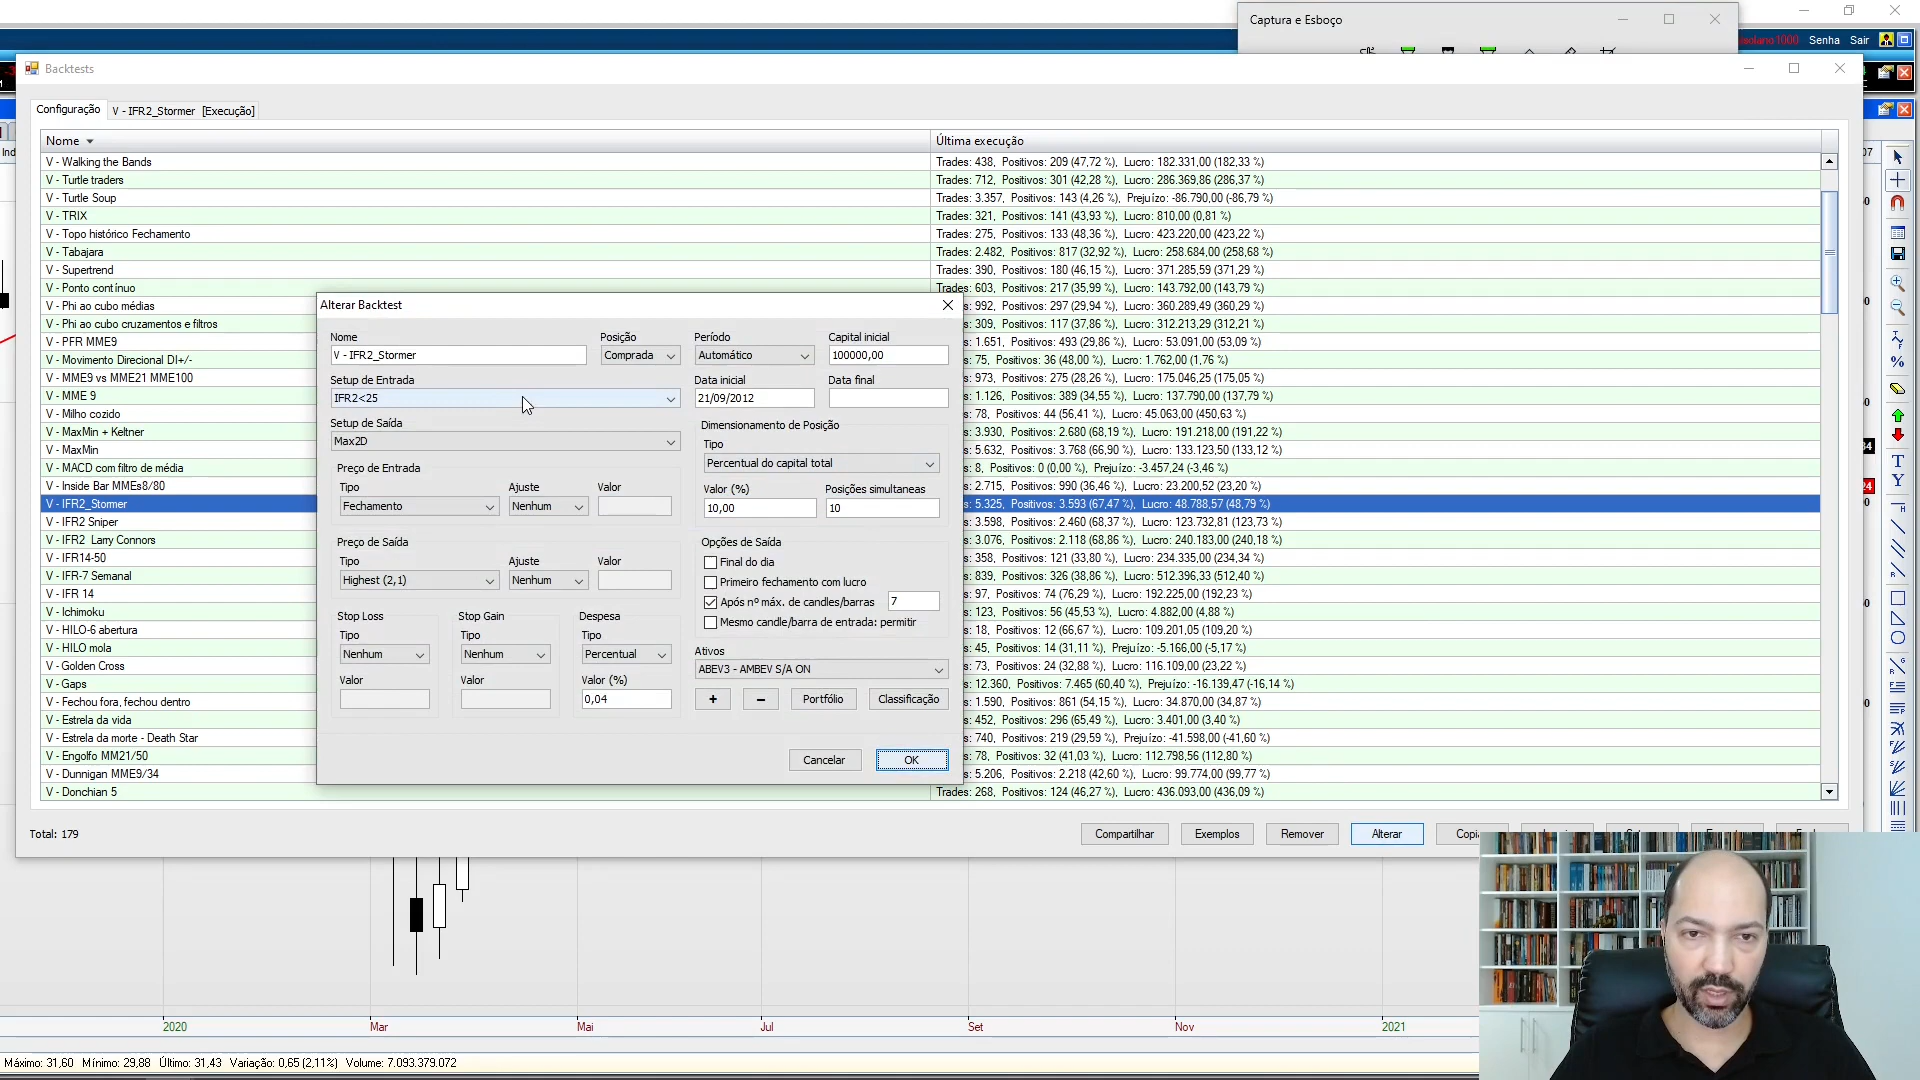 Captura e Esboço
Senha Sair
Backtests
Configuração V - IFR2_Stormer [Execução]
Nome Última execução
V - Walking the Bands Trades: 438, Positivos: 209 (47,72 %), Lucro: 182.331,00 (182,33 %)
V - Turtle traders Trades: 712, Positivos: 301 (42,28 %), Lucro: 286.369,86 (286,37 %)
V - Turtle Soup Trades: 3.357, Positivos: 143 (4,26 %), Prejuízo: -86.790,00 (-86,79 %)
V - TRIX Trades: 321, Positivos: 141 (43,93 %), Lucro: 810,00 (0,81 %)
V - Topo histórico Fechamento Trades: 275, Positivos: 133 (48,36 %), Lucro: 423.220,00 (423,22 %)
V - Tabajara Trades: 2.482, Positivos: 817 (32,92 %), Lucro: 258.684,00 (258,68 %)
V - Supertrend Trades: 390, Positivos: 180 (46,15 %), Lucro: 371.285,59 (371,29 %)
V - Ponto contínuo Trades: 603, Positivos: 217 (35,99 %), Lucro: 143.792,00 (143,79 %)
V - Phi ao cubo médias s: 992, Positivos: 297 (29,94 %), Lucro: 360.289,49 (360,29 %)
V - Phi ao cubo cruzamentos e filtros s: 309, Positivos: 117 (37,86 %), Lucro: 312.213,29 (312,21 %)
V - PFR MME9 s: 1.651, Positivos: 493 (29,86 %), Lucro: 53.091,00 (53,09 %)
V - Movimento Direcional DI+/- s: 75, Positivos: 36 (48,00 %), Lucro: 1.762,00 (1,76 %)
V - MME9 vs MME21 MME100 s: 973, Positivos: 275 (28,26 %), Lucro: 175.046,25 (175,05 %)
V - MME 9 s: 1.126, Positivos: 389 (34,55 %), Lucro: 137.790,00 (137,79 %)
V - Milho cozido s: 78, Positivos: 44 (56,41 %), Lucro: 45.063,00 (450,63 %)
V - MaxMin + Keltner s: 3.930, Positivos: 2.680 (68,19 %), Lucro: 191.218,00 (191,22 %)
V - MaxMin s: 5.632, Positivos: 3.768 (66,90 %), Lucro: 133.123,50 (133,12 %)
V - MACD com filtro de média s: 8, Positivos: 0 (0,00 %), Prejuízo: -3.457,24 (-3,46 %)
V - Inside Bar MMEs8/80 s: 2.715, Positivos: 990 (36,46 %), Lucro: 23.200,52 (23,20 %)
V - IFR2_Stormer s: 5.325, Positivos: 3.593 (67,47 %), Lucro: 48.788,57 (48,79 %)
V - IFR2 Sniper s: 3.598, Positivos: 2.460 (68,37 %), Lucro: 123.732,81 (123,73 %)
V - IFR2 Larry Connors s: 3.076, Positivos: 2.118 (68,86 %), Lucro: 240.183,00 (240,18 %)
V - IFR14-50 s: 358, Positivos: 121 (33,80 %), Lucro: 234.335,00 (234,34 %)
V - IFR-7 Semanal s: 839, Positivos: 326 (38,86 %), Lucro: 512.396,33 (512,40 %)
V - IFR 14 s: 97, Positivos: 74 (76,29 %), Lucro: 192.225,00 (192,23 %)
V - Ichimoku s: 123, Positivos: 56 (45,53 %), Lucro: 4.882,00 (4,88 %)
V - HILO-6 abertura s: 18, Positivos: 12 (66,67 %), Lucro: 109.201,05 (109,20 %)
V - HILO mola s: 45, Positivos: 14 (31,11 %), Prejuízo: -5.166,00 (-5,17 %)
V - Golden Cross s: 73, Positivos: 24 (32,88 %), Lucro: 116.109,00 (23,22 %)
V - Gaps s: 12.360, Positivos: 7.465 (60,40 %), Prejuízo: -16.139,47 (-16,14 %)
V - Fechou fora, fechou dentro s: 1.590, Positivos: 861 (54,15 %), Lucro: 34.870,00 (34,87 %)
V - Estrela da vida s: 452, Positivos: 296 (65,49 %), Lucro: 3.401,00 (3,40 %)
V - Estrela da morte - Death Star s: 740, Positivos: 219 (29,59 %), Prejuízo: -41.598,00 (-41,60 %)
V - Engolfo MM21/50 s: 78, Positivos: 32 (41,03 %), Lucro: 112.798,56 (112,80 %)
V - Dunnigan MME9/34 s: 5.206, Positivos: 2.218 (42,60 %), Lucro: 99.774,00 (99,77 %)
V - Donchian 5 Trades: 268, Positivos: 124 (46,27 %), Lucro: 436.093,00 (436,09 %)
Alterar Backtest
Nome Posição Período Capital inicial
V - IFR2_Stormer Comprada Automático 100000,00
Setup de Entrada Data inicial Data final
IFR2<25 21/09/2012
Setup de Saída Dimensionamento de Posição
Max2D Tipo
Percentual do capital total
Preço de Entrada
Tipo Ajuste Valor Valor (%) Posições simultaneas
Fechamento Nenhum 10,00 10
Preço de Saída Opções de Saída
Tipo Ajuste Valor Final do dia
Highest (2,1) Nenhum Primeiro fechamento com lucro
Após nº máx. de candles/barras 7
Stop Loss Stop Gain Despesa Mesmo candle/barra de entrada: permitir
Tipo Tipo Tipo
Nenhum Nenhum Percentual Ativos
ABEV3 - AMBEV S/A ON
Valor Valor Valor (%)
0,04 + − Portfólio Classificação
Cancelar OK
Total: 179 Compartilhar Exemplos Remover Alterar Copi
2020 Mar Mai Jul Set Nov 2021
Máximo: 31,60 Mínimo: 29,88 Último: 31,43 Variação: 0,65 (2,11%) Volume: 7.093.379.072